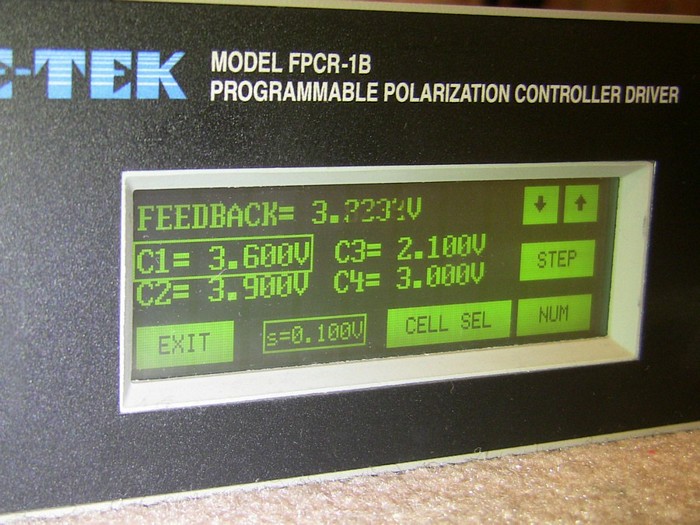 E-TEK
MODEL FPCR-1B
PROGRAMMABLE POLARIZATION CONTROLLER DRIVER
FEEDBACK=
↓ ↑
C1= 3.600V C3= 2.100V
STEP
C2= 3.900V C4= 3.000V
EXIT s=0.100V CELL SEL NUM